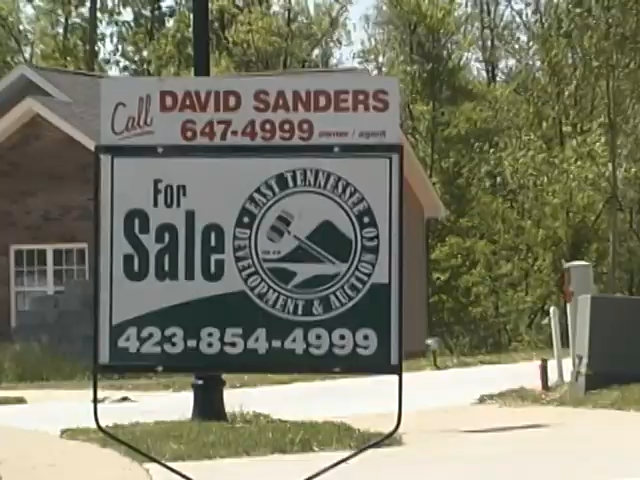 Call DAVID SANDERS
647-4999 owner / agent
For
Sale
EAST TENNESSEE
DEVELOPMENT & AUCTION CO
423-854-4999